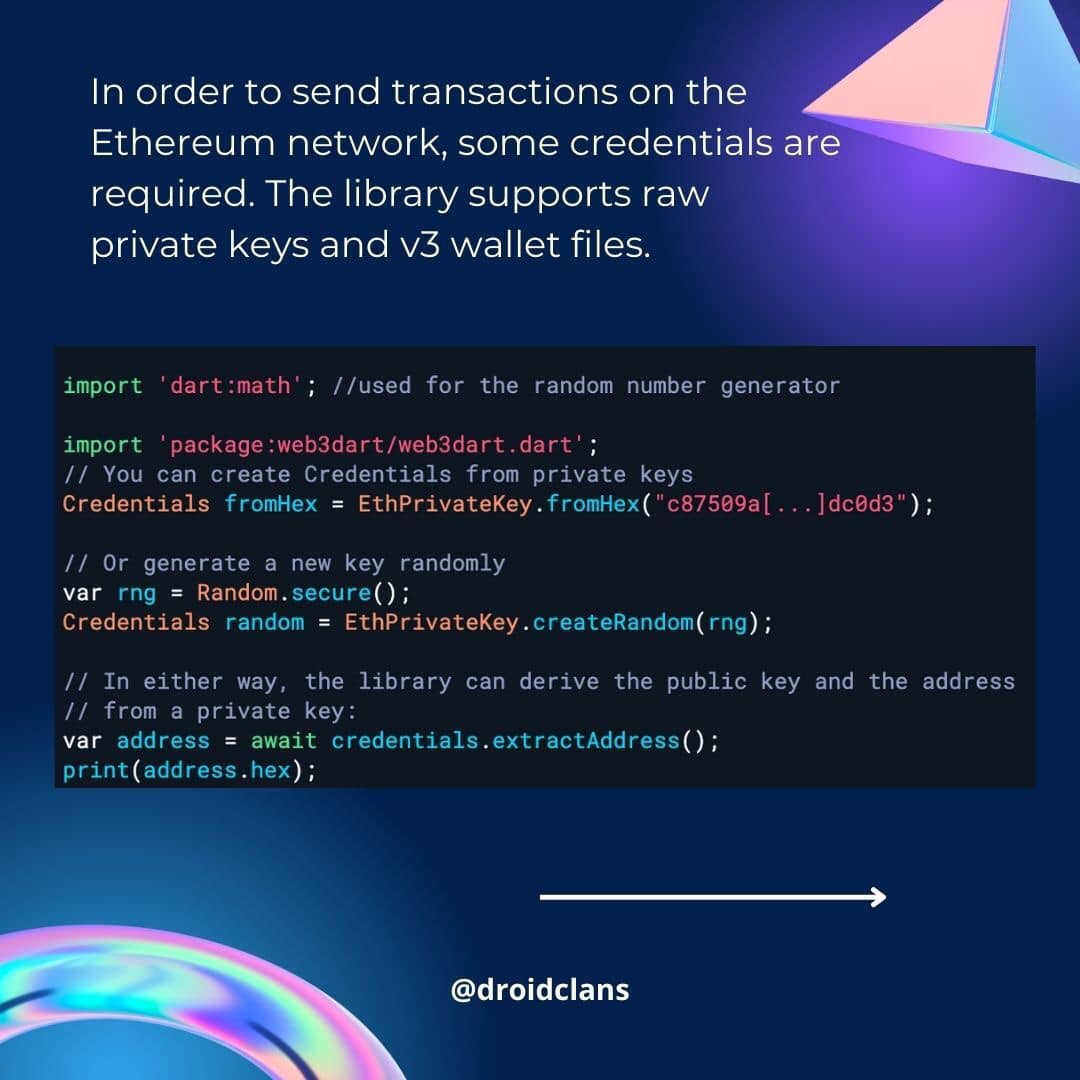 In order to send transactions on the
Ethereum network, some credentials are
required. The library supports raw
private keys and v3 wallet files.
import 'dart:math'; //used for the random number generator
import 'package:web3dart/web3dart.dart';
// You can create Credentials from private keys
Credentials fromHex = EthPrivateKey.fromHex("c87509a[...]dc0d3");
// Or generate a new key randomly
var rng = Random.secure();
Credentials random = EthPrivateKey.createRandom(rng);
// In either way, the library can derive the public key and the address
// from a private key:
var address = await credentials.extractAddress();
print(address.hex);
@droidclans